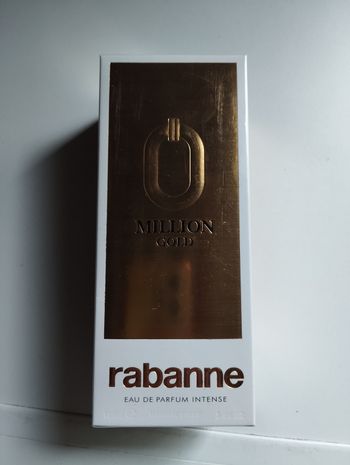 MILLION
GOLD
rabanne
EAU DE PARFUM INTENSE